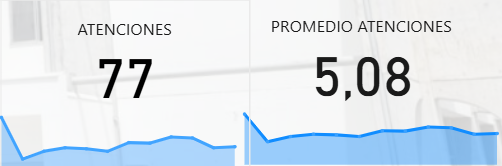 ATENCIONES
77
PROMEDIO ATENCIONES
5,08